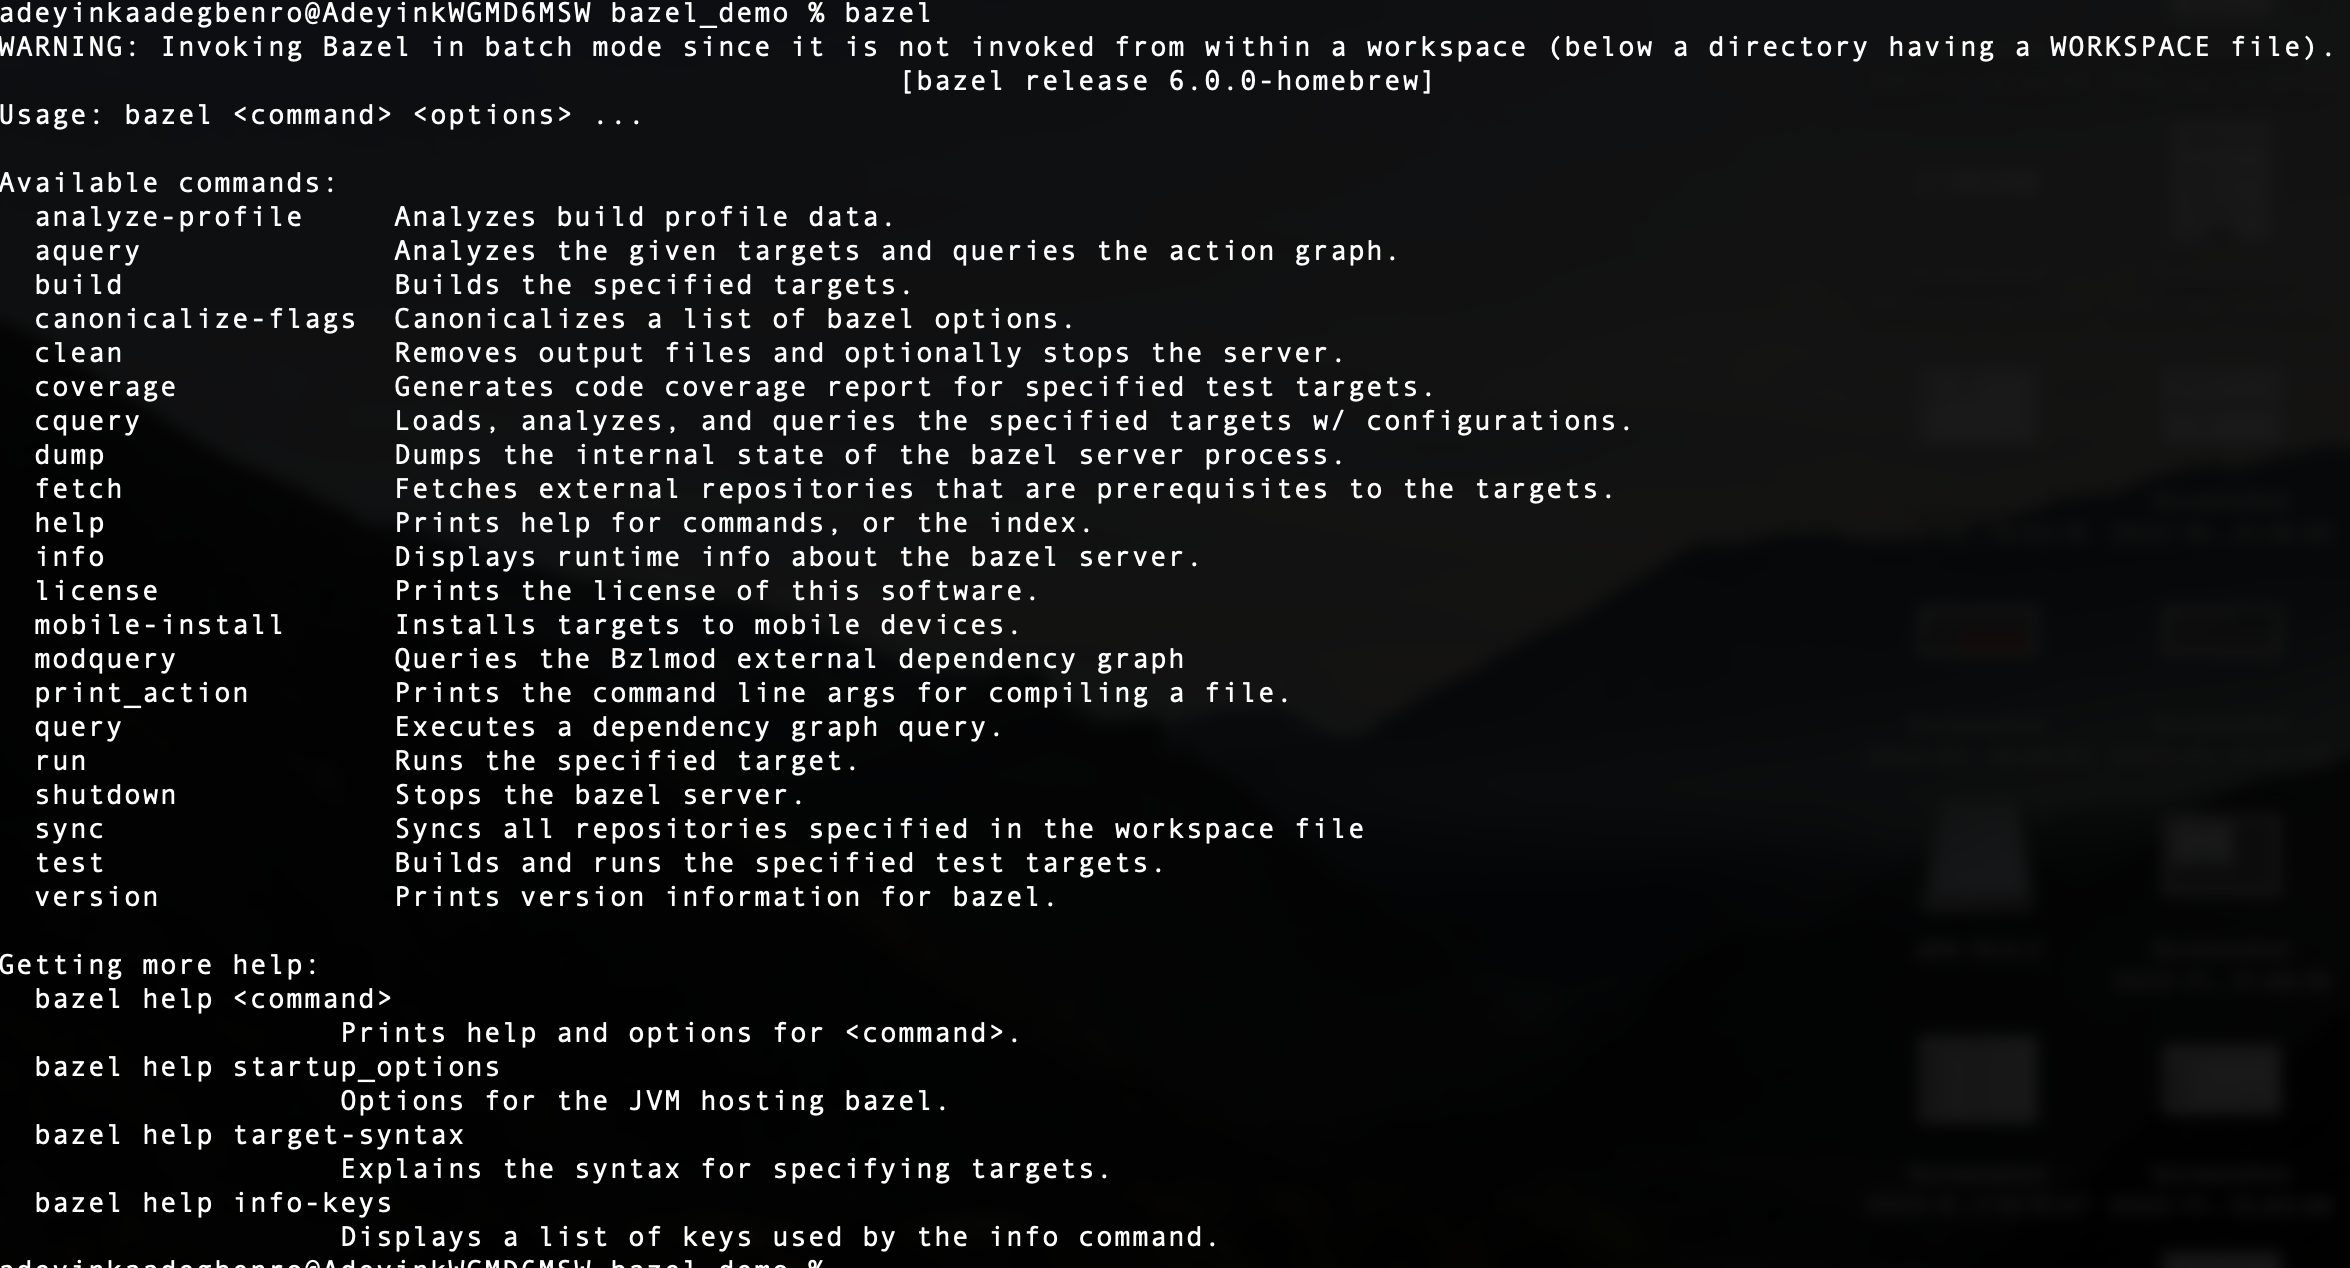 adeyinkaadegbenro@AdeyinkWGMD6MSW bazel_demo % bazel
WARNING: Invoking Bazel in batch mode since it is not invoked from within a workspace (below a directory having a WORKSPACE file).
[bazel release 6.0.0-homebrew]
Usage: bazel <command> <options> ...
Available commands:
analyze-profile Analyzes build profile data.
aquery Analyzes the given targets and queries the action graph.
build Builds the specified targets.
canonicalize-flags Canonicalizes a list of bazel options.
clean Removes output files and optionally stops the server.
coverage Generates code coverage report for specified test targets.
cquery Loads, analyzes, and queries the specified targets w/ configurations.
dump Dumps the internal state of the bazel server process.
fetch Fetches external repositories that are prerequisites to the targets.
help Prints help for commands, or the index.
info Displays runtime info about the bazel server.
license Prints the license of this software.
mobile-install Installs targets to mobile devices.
modquery Queries the Bzlmod external dependency graph
print_action Prints the command line args for compiling a file.
query Executes a dependency graph query.
run Runs the specified target.
shutdown Stops the bazel server.
sync Syncs all repositories specified in the workspace file
test Builds and runs the specified test targets.
version Prints version information for bazel.
Getting more help:
bazel help <command>
Prints help and options for <command>.
bazel help startup_options
Options for the JVM hosting bazel.
bazel help target-syntax
Explains the syntax for specifying targets.
bazel help info-keys
Displays a list of keys used by the info command.
adeyinkaadegbenro@AdeyinkWGMD6MSW bazel_demo %